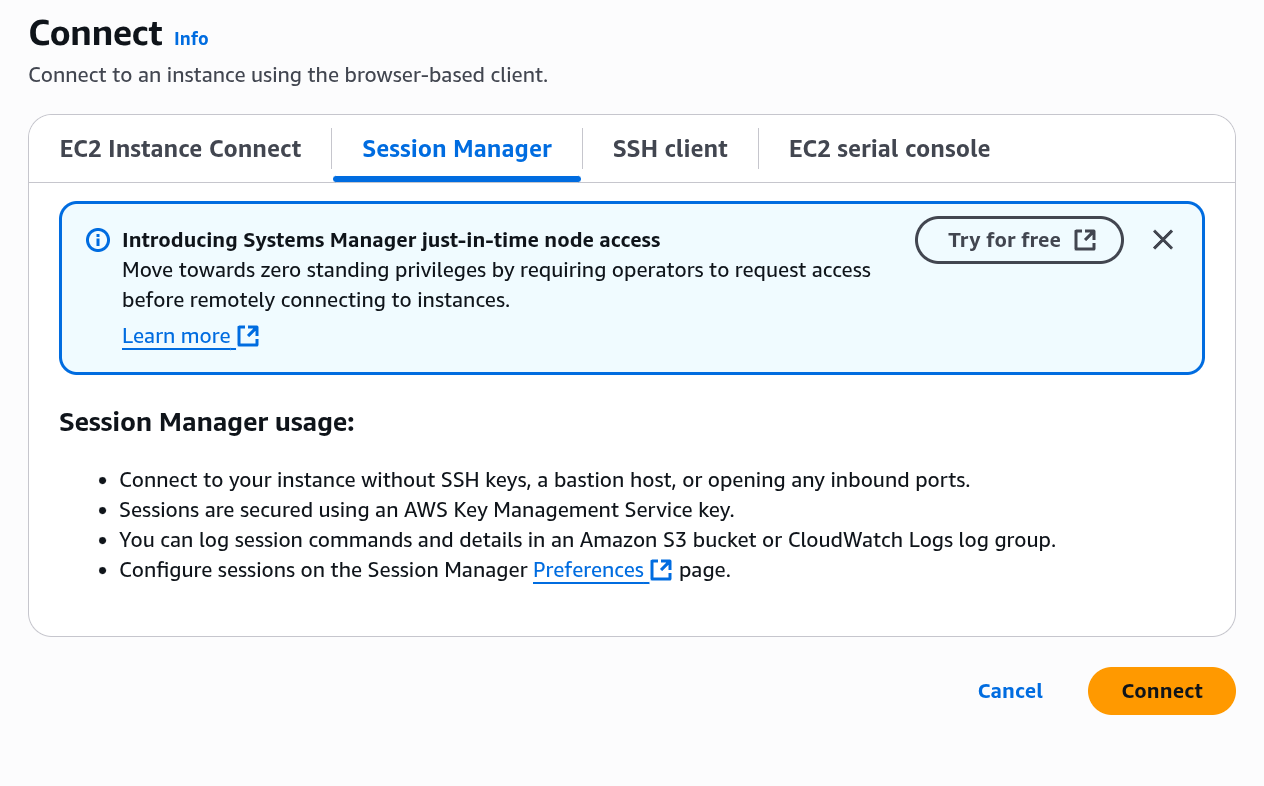 Connect Info
Connect to an instance using the browser-based client.
EC2 Instance Connect Session Manager SSH client EC2 serial console
Introducing Systems Manager just-in-time node access
Move towards zero standing privileges by requiring operators to request access
before remotely connecting to instances.
Learn more
Try for free
Session Manager usage:
Connect to your instance without SSH keys, a bastion host, or opening any inbound ports.
Sessions are secured using an AWS Key Management Service key.
You can log session commands and details in an Amazon S3 bucket or CloudWatch Logs log group.
Configure sessions on the Session Manager Preferences page.
Cancel Connect